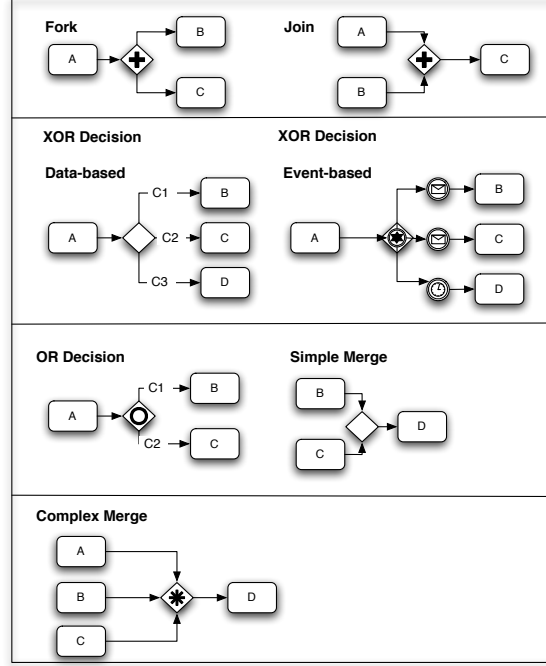 Fork
A
B
C
Join
A
B
C
XOR Decision
Data-based
A
C1
B
C2
C
C3
D
XOR Decision
Event-based
A
B
C
D
OR Decision
A
C1
B
C2
C
Simple Merge
B
C
D
Complex Merge
A
B
C
D